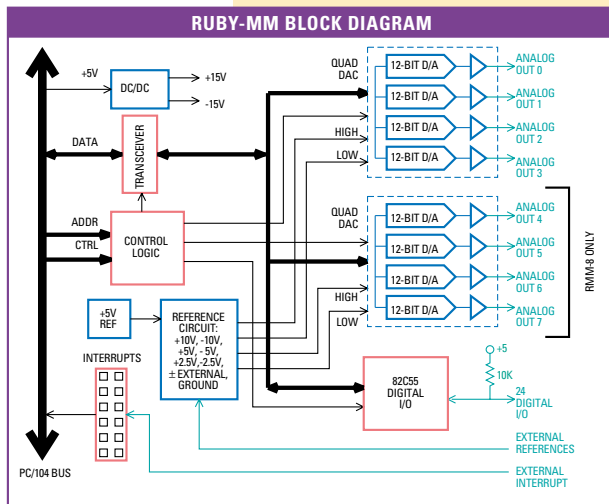 RUBY-MM BLOCK DIAGRAM
+5V
DC/DC
+15V
-15V
DATA
TRANSCEIVER
ADDR
CTRL
CONTROL
LOGIC
+5V
REF
REFERENCE
CIRCUIT:
+10V, -10V,
+5V, - 5V,
+2.5V,-2.5V,
± EXTERNAL,
GROUND
INTERRUPTS
PC/104 BUS
QUAD
DAC
HIGH
LOW
12-BIT D/A
12-BIT D/A
12-BIT D/A
12-BIT D/A
ANALOG
OUT 0
ANALOG
OUT 1
ANALOG
OUT 2
ANALOG
OUT 3
QUAD
DAC
HIGH
LOW
12-BIT D/A
12-BIT D/A
12-BIT D/A
12-BIT D/A
ANALOG
OUT 4
ANALOG
OUT 5
ANALOG
OUT 6
ANALOG
OUT 7
RMM-8 ONLY
82C55
DIGITAL
I/O
+5
10K
24
DIGITAL
I/O
EXTERNAL
REFERENCES
EXTERNAL
INTERRUPT